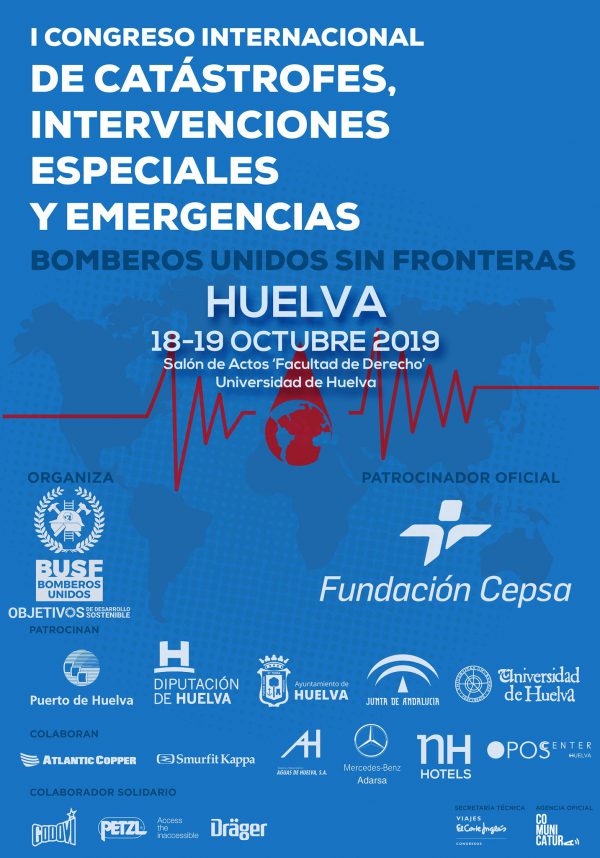 I CONGRESO INTERNACIONAL
DE CATÁSTROFES,
INTERVENCIONES
ESPECIALES
Y EMERGENCIAS
BOMBEROS UNIDOS SIN FRONTERAS
HUELVA
18-19 OCTUBRE 2019
Salón de Actos 'Facultad de Derecho'
Universidad de Huelva
ORGANIZA
BUSF
BOMBEROS
UNIDOS
OBJETIVOS DE DESARROLLO
SOSTENIBLE
PATROCINADOR OFICIAL
Fundación Cepsa
PATROCINAN
Puerto de Huelva
DIPUTACIÓN
DE HUELVA
Ayuntamiento de
HUELVA
JUNTA DE ANDALUCIA
Universidad
de Huelva
COLABORAN
ATLANTIC COPPER
Smurfit Kappa
AH
AGUAS DE HUELVA, S.A.
Mercedes-Benz
Adarsa
nH
HOTELS
OPOSCENTER
HUELVA
COLABORADOR SOLIDARIO
GODOVI
PETZL
Access
the
inaccessible
Dräger
SECRETARÍA TÉCNICA
VIAJES
El Corte Inglés
CONGRESOS
AGENCIA OFICIAL
CO
MUNI
CATURA